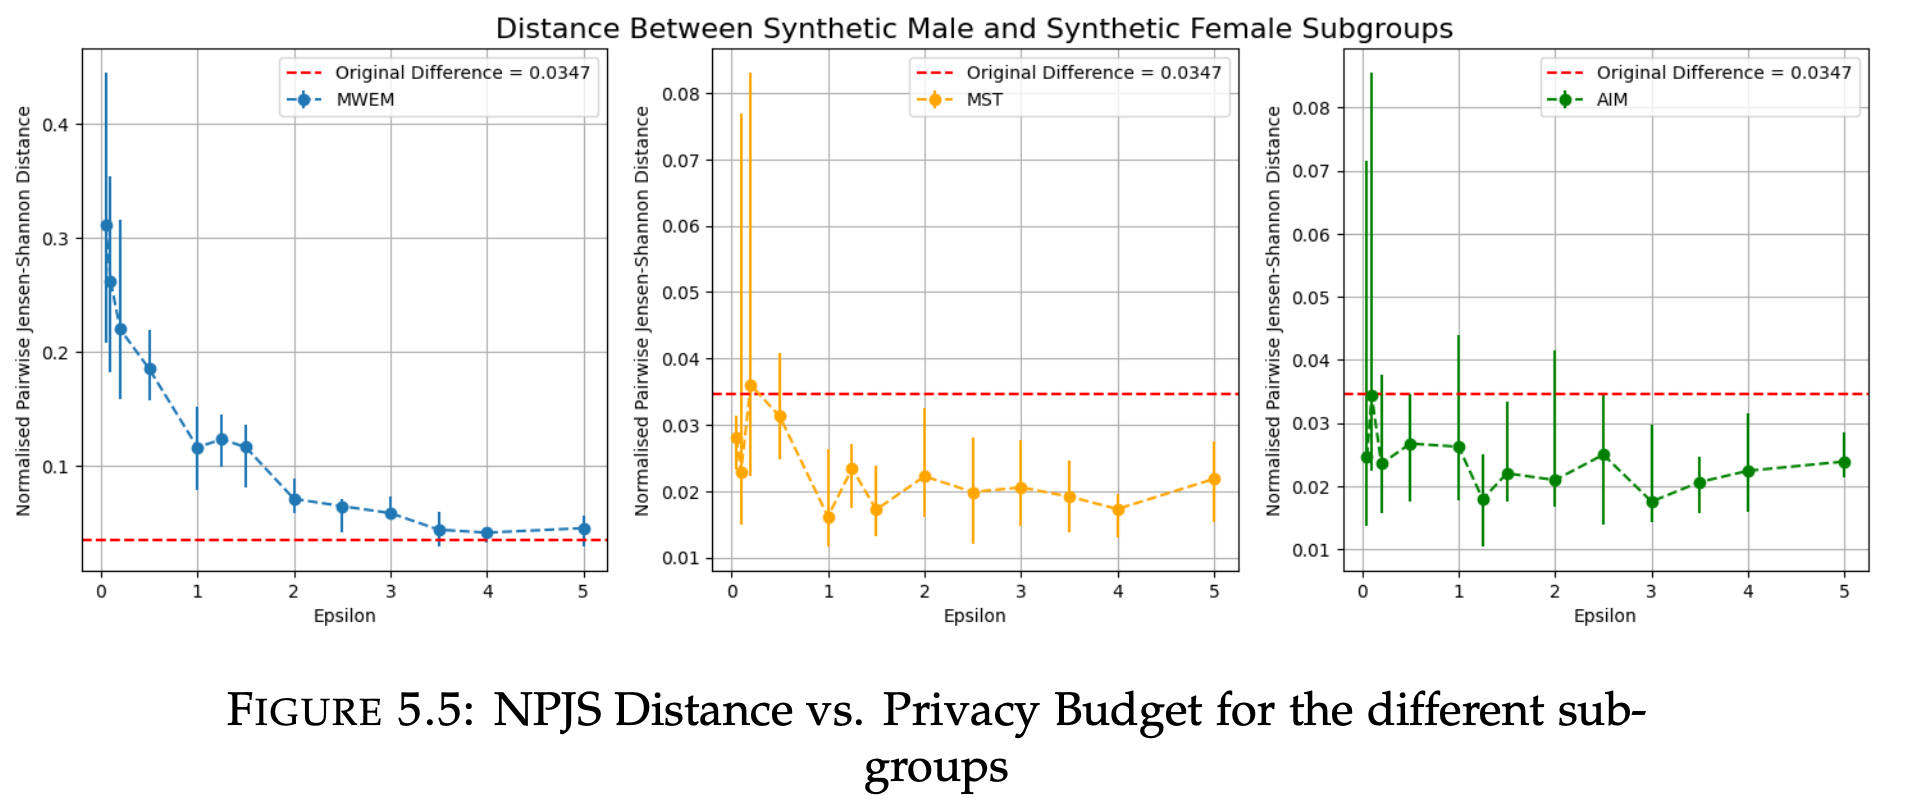 Distance Between Synthetic Male and Synthetic Female Subgroups
Normalised Pairwise Jensen-Shannon Distance
0.4
0.3
0.2
0.1
Original Difference = 0.0347
MWEM
0 1 2 3 4 5
Epsilon
Normalised Pairwise Jensen-Shannon Distance
0.08
0.07
0.06
0.05
0.04
0.03
0.02
0.01
Original Difference = 0.0347
MST
0 1 2 3 4 5
Epsilon
Normalised Pairwise Jensen-Shannon Distance
0.08
0.07
0.06
0.05
0.04
0.03
0.02
0.01
Original Difference = 0.0347
AIM
0 1 2 3 4 5
Epsilon
FIGURE 5.5: NPJS Distance vs. Privacy Budget for the different sub-
groups